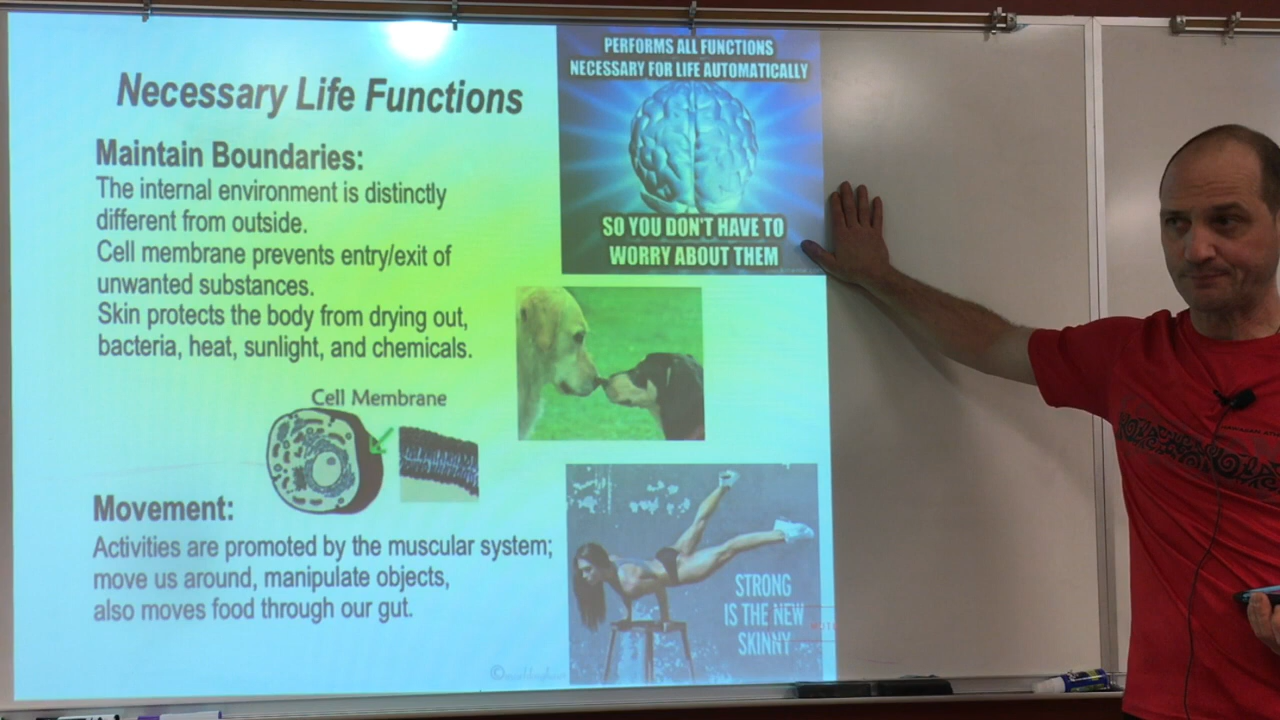 Necessary Life Functions
Maintain Boundaries:
The internal environment is distinctly
different from outside.
Cell membrane prevents entry/exit of
unwanted substances.
Skin protects the body from drying out,
bacteria, heat, sunlight, and chemicals.
Cell Membrane
Movement:
Activities are promoted by the muscular system;
move us around, manipulate objects,
also moves food through our gut.
PERFORMS ALL FUNCTIONS
NECESSARY FOR LIFE AUTOMATICALLY
SO YOU DON'T HAVE TO
WORRY ABOUT THEM
STRONG
IS THE NEW
SKINNY